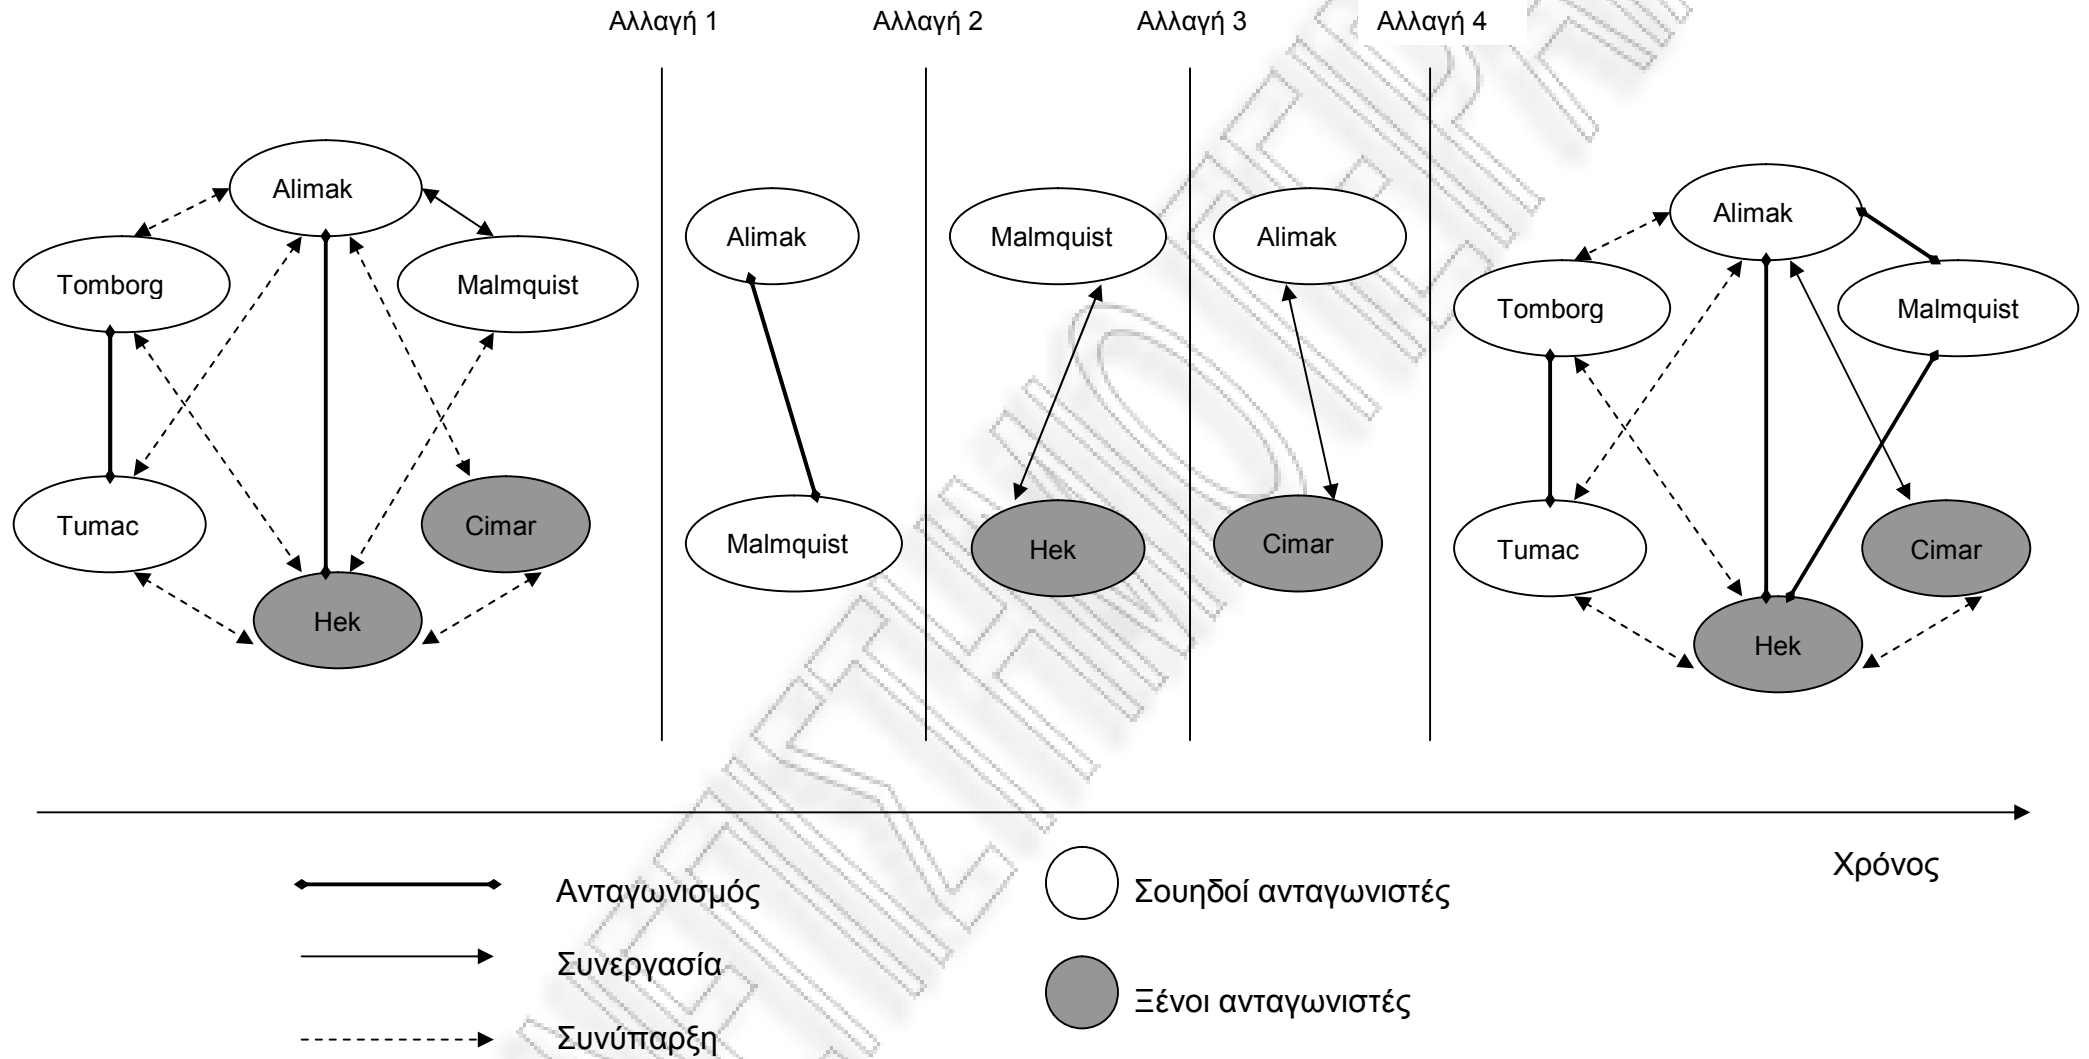 Αλλαγή 1
Αλλαγή 2
Αλλαγή 3
Αλλαγή 4
Alimak
Tomborg
Malmquist
Tumac
Cimar
Hek
Alimak
Malmquist
Malmquist
Hek
Alimak
Cimar
Alimak
Tomborg
Malmquist
Tumac
Cimar
Hek
Χρόνος
Ανταγωνισμός
Συνεργασία
Συνύπαρξη
Σουηδοί ανταγωνιστές
Ξένοι ανταγωνιστές